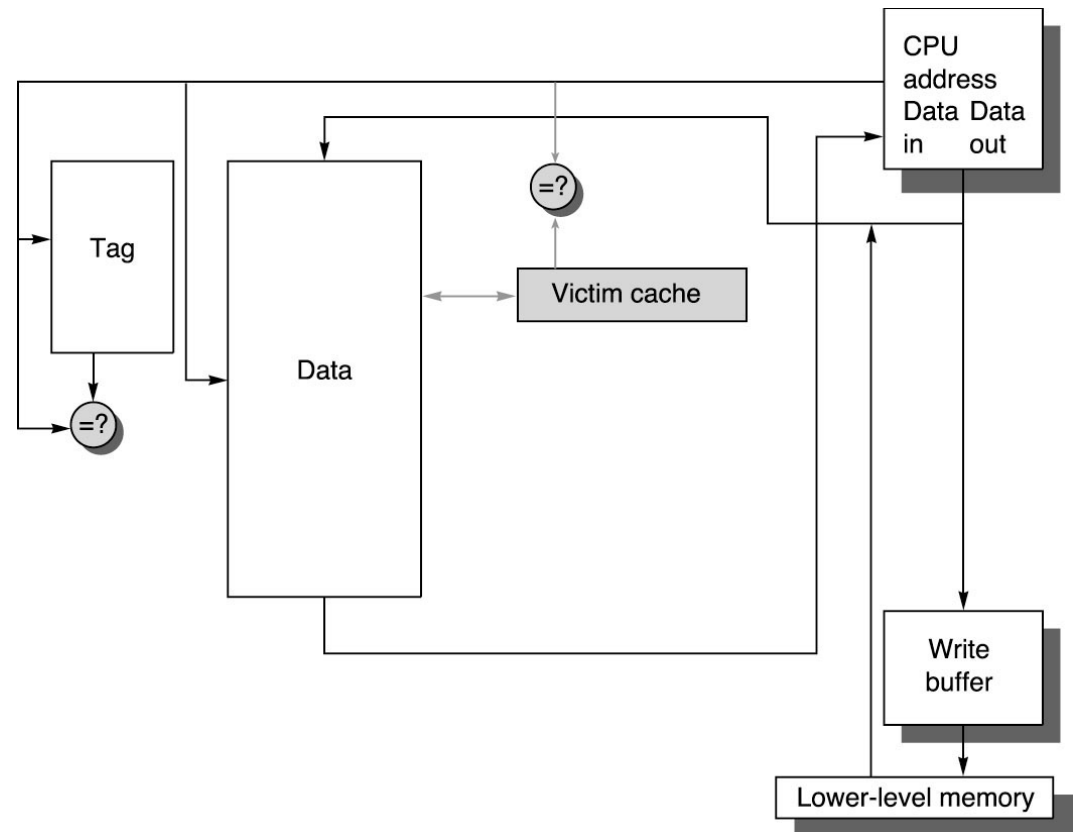 CPU
address
Data Data
in out
=?
Tag
Victim cache
Data
=?
Write
buffer
Lower-level memory